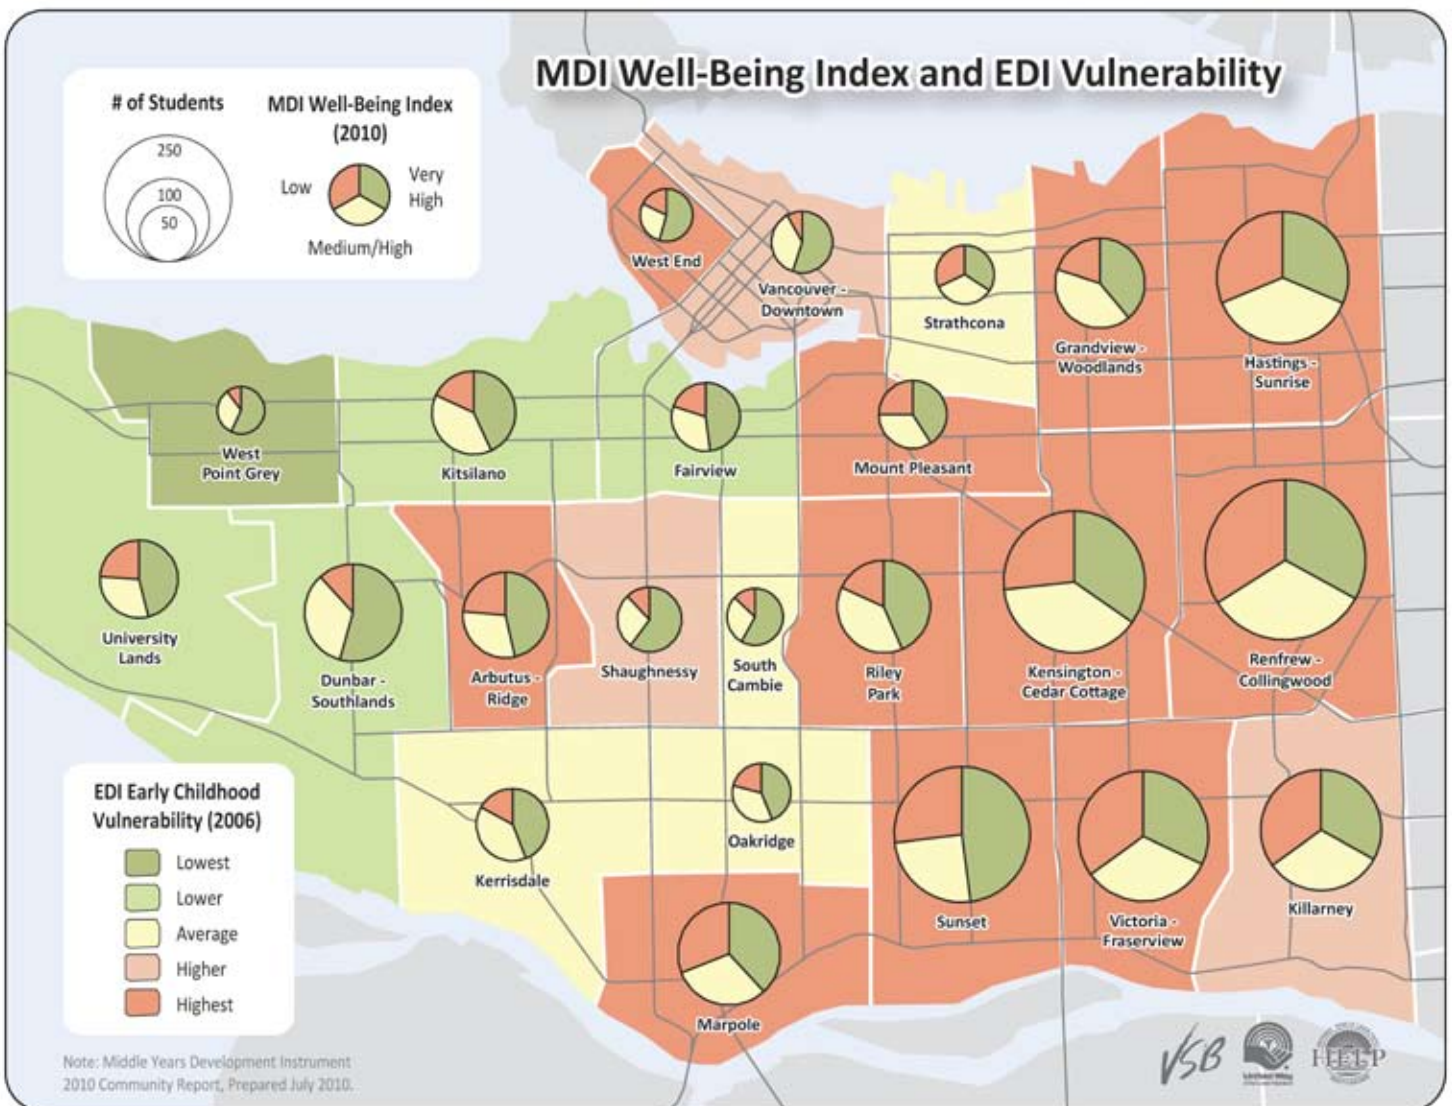 MDI Well-Being Index and EDI Vulnerability
# of Students
250
100
50
MDI Well-Being Index
(2010)
Low
Very
High
Medium/High
West End
Vancouver -
Downtown
Strathcona
Grandview -
Woodlands
Hastings -
Sunrise
West
Point Grey
Kitsilano
Fairview
Mount Pleasant
University
Lands
Dunbar -
Southlands
Arbutus -
Ridge
Shaughnessy
South
Cambie
Riley
Park
Kensington -
Cedar Cottage
Renfrew -
Collingwood
Kerrisdale
Oakridge
Sunset
Victoria -
Fraserview
Killarney
Marpole
EDI Early Childhood
Vulnerability (2006)
Lowest
Lower
Average
Higher
Highest
Note: Middle Years Development Instrument
2010 Community Report, Prepared July 2010.
VSB
United Way
HELP